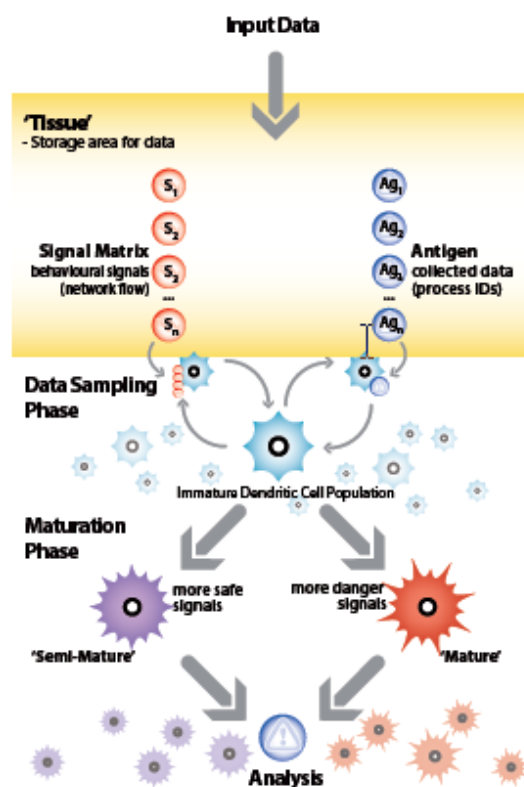 Input Data
'Tissue'
- Storage area for data
S1
S2
S2
...
Sn
Signal Matrix
behavioural signals
(network flow)
Ag1
Ag2
...
Agn
Antigen
collected data
(process IDs)
Data Sampling
Phase
Immature Dendritic Cell Population
Maturation
Phase
more safe
signals
more danger
signals
'Semi-Mature'
'Mature'
Analysis